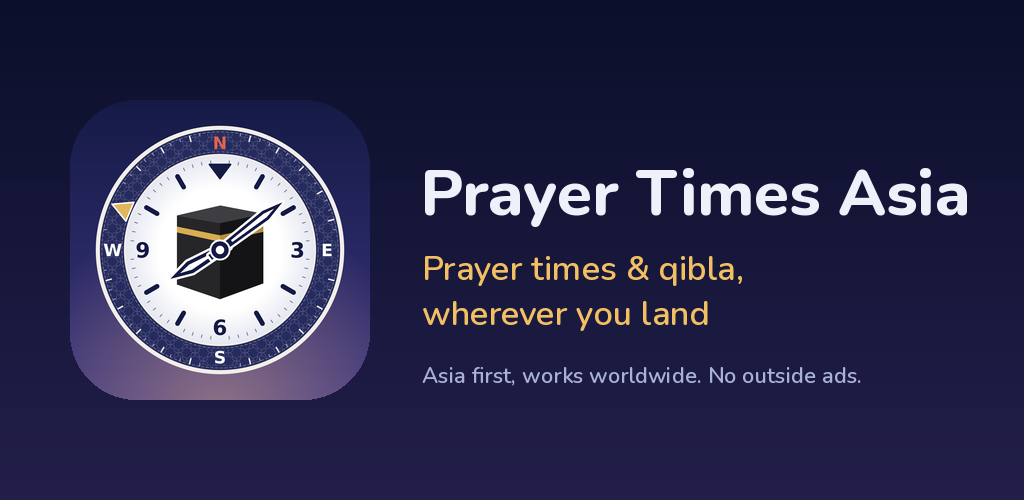 N
W 9 3 E
6
S
Prayer Times Asia
Prayer times & qibla,
wherever you land
Asia first, works worldwide. No outside ads.